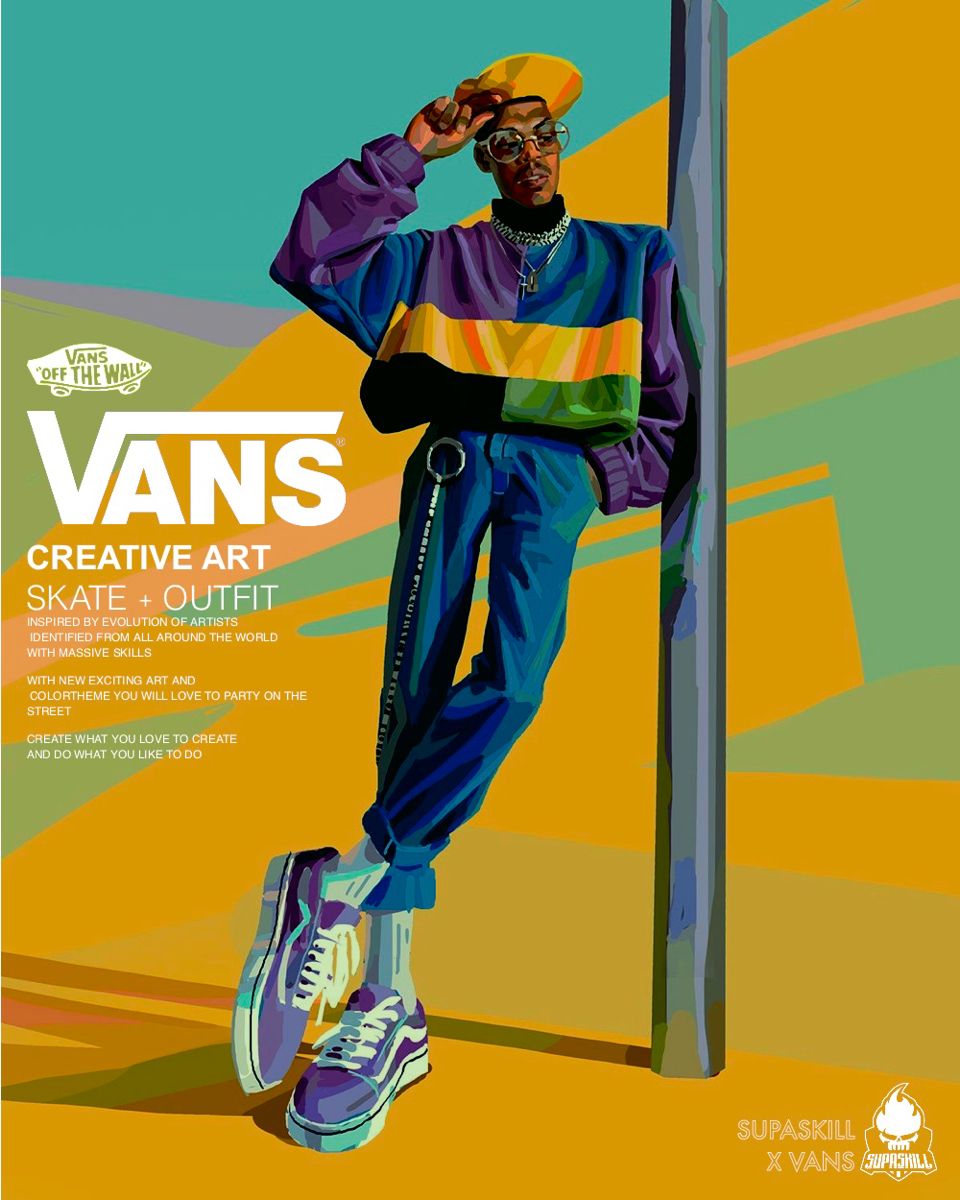 VANS
"OFF THE WALL"
VANS®
CREATIVE ART
SKATE + OUTFIT
INSPIRED BY EVOLUTION OF ARTISTS
IDENTIFIED FROM ALL AROUND THE WORLD
WITH MASSIVE SKILLS
WITH NEW EXCITING ART AND
COLORTHEME YOU WILL LOVE TO PARTY ON THE
STREET
CREATE WHAT YOU LOVE TO CREATE
AND DO WHAT YOU LIKE TO DO
SUPASKILL
X VANS
SUPASKILL